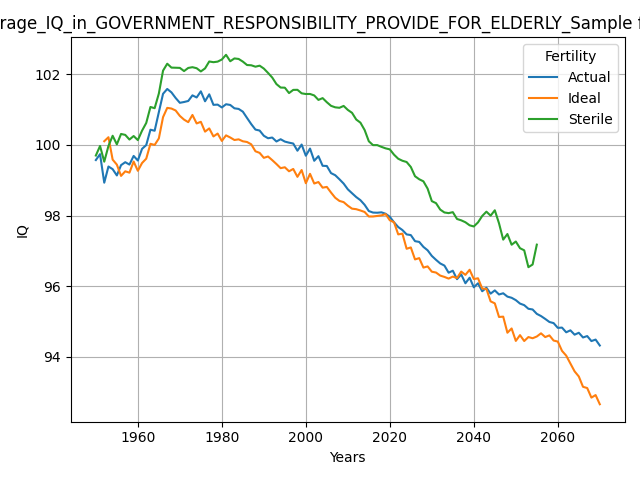 rage_IQ_in_GOVERNMENT_RESPONSIBILITY_PROVIDE_FOR_ELDERLY_Sample
Fertility
Actual
Ideal
Sterile
102
100
98
96
94
IQ
1960
1980
2000
2020
2040
2060
Years